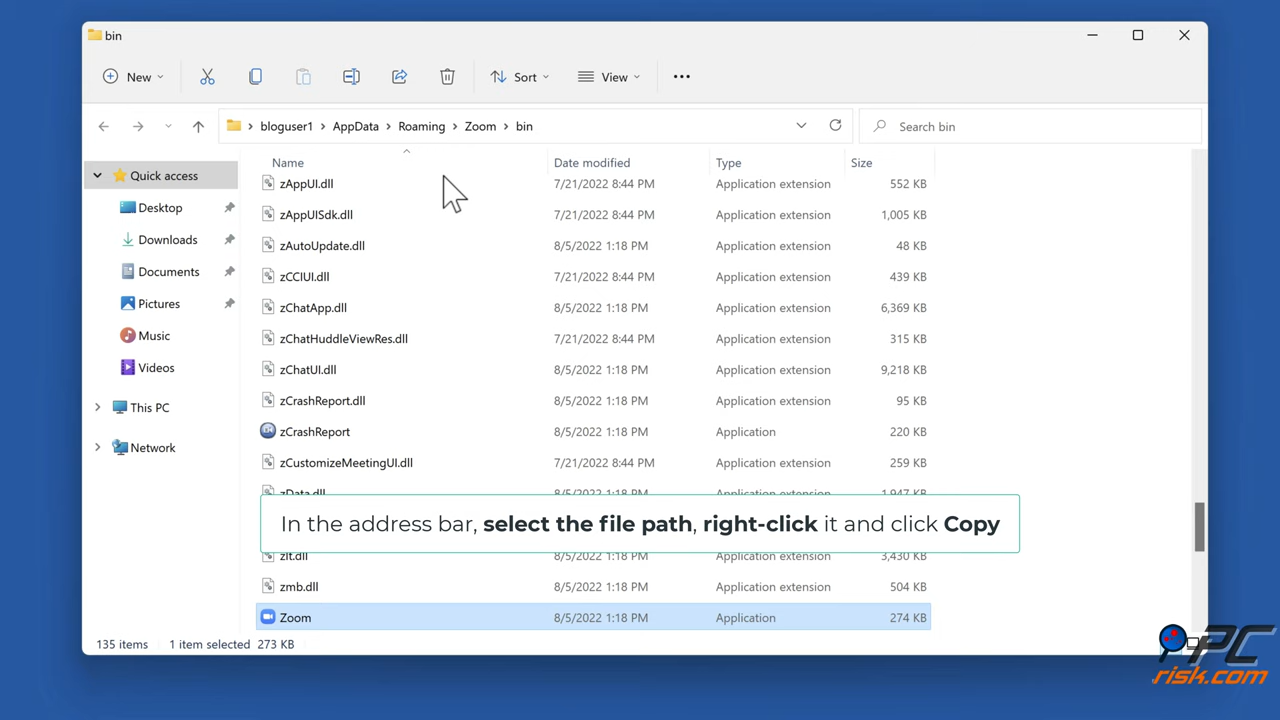 bin
New
Sort
View
bloguser1 > AppData > Roaming > Zoom > bin
Search bin
Name Date modified Type Size
Quick access
Desktop
Downloads
Documents
Pictures
Music
Videos
This PC
Network
zAppUI.dll 7/21/2022 8:44 PM Application extension 552 KB
zAppUISdk.dll 7/21/2022 8:44 PM Application extension 1,005 KB
zAutoUpdate.dll 8/5/2022 1:18 PM Application extension 48 KB
zCCIUI.dll 7/21/2022 8:44 PM Application extension 439 KB
zChatApp.dll 8/5/2022 1:18 PM Application extension 6,369 KB
zChatHuddleViewRes.dll 7/21/2022 8:44 PM Application extension 315 KB
zChatUI.dll 8/5/2022 1:18 PM Application extension 9,218 KB
zCrashReport.dll 8/5/2022 1:18 PM Application extension 95 KB
zCrashReport 8/5/2022 1:18 PM Application 220 KB
zCustomizeMeetingUI.dll 7/21/2022 8:44 PM Application extension 259 KB
zData.dll 8/5/2022 1:18 PM Application extension 1,947 KB
In the address bar, select the file path, right-click it and click Copy
zlt.dll 8/5/2022 1:18 PM Application extension 3,430 KB
zmb.dll 8/5/2022 1:18 PM Application extension 504 KB
Zoom 8/5/2022 1:18 PM Application 274 KB
135 items 1 item selected 273 KB
PC
risk.com